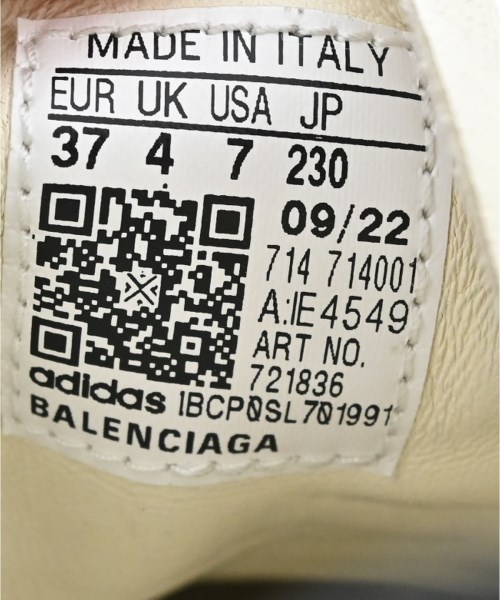 MADE IN ITALY
EUR UK USA JP
37 4 7 230
09/22
714 714001
A:IE4549
ART NO.
721836
adidas 1BCP0SL701991
BALENCIAGA